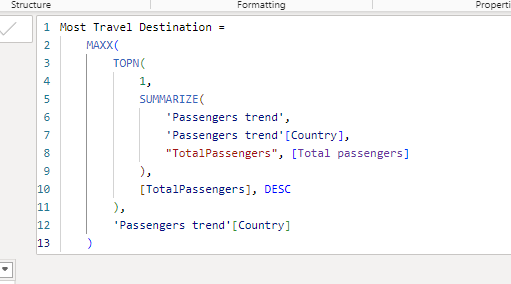 Structure Formatting Properti
1 Most Travel Destination =
2 MAXX(
3 TOPN(
4 1,
5 SUMMARIZE(
6 'Passengers trend',
7 'Passengers trend'[Country],
8 "TotalPassengers", [Total passengers]
9 ),
10 [TotalPassengers], DESC
11 ),
12 'Passengers trend'[Country]
13 )